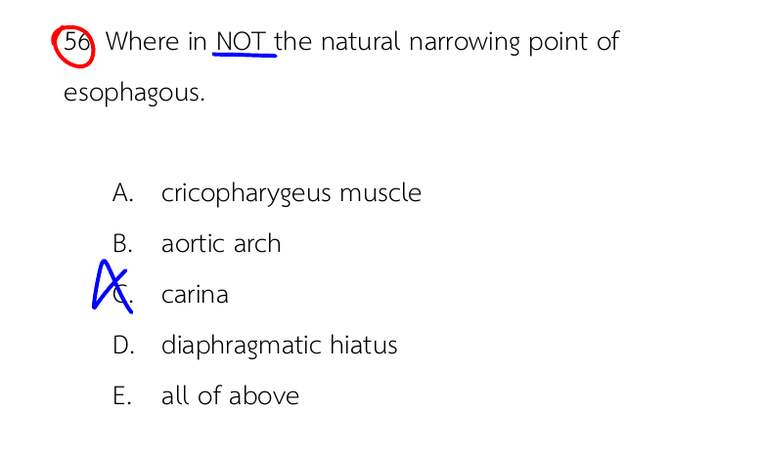 56. Where in NOT the natural narrowing point of
esophagous.
A. cricopharygeus muscle
B. aortic arch
C. carina
D. diaphragmatic hiatus
E. all of above